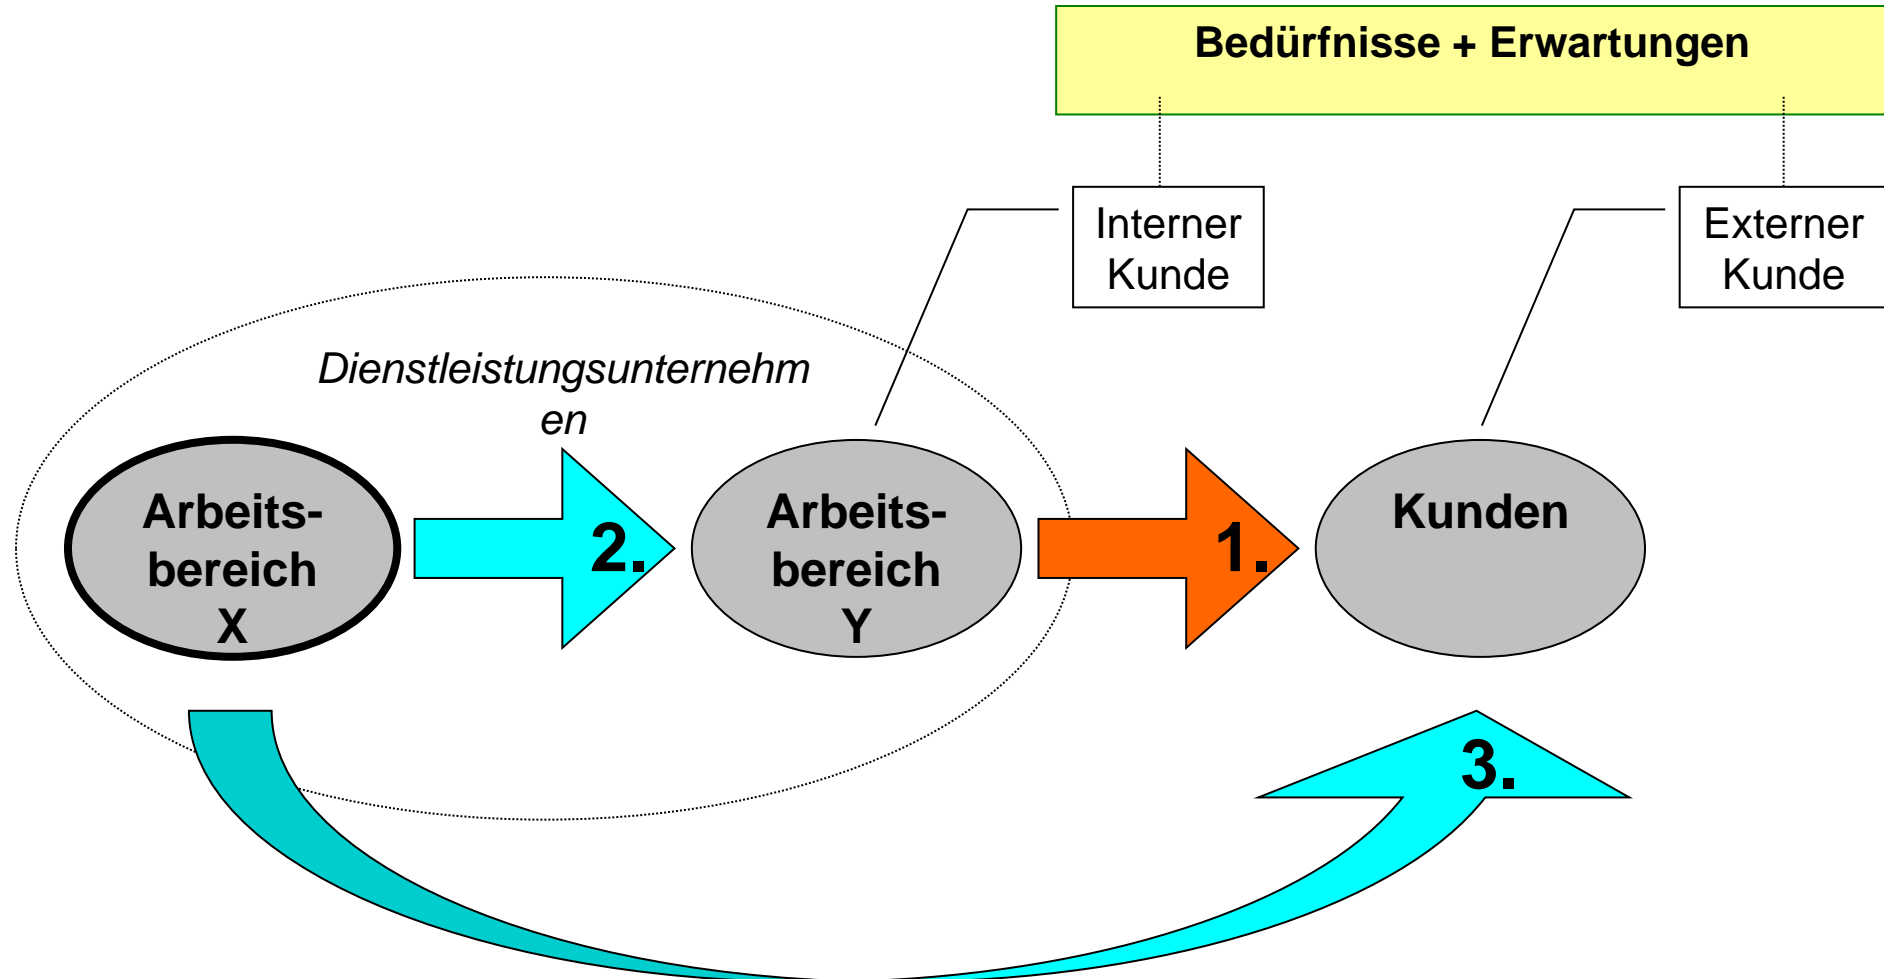 Bedürfnisse + Erwartungen
Interner
Kunde
Externer
Kunde
Dienstleistungsunternehm
en
Arbeits-
bereich
X
2.
Arbeits-
bereich
Y
1.
Kunden
3.